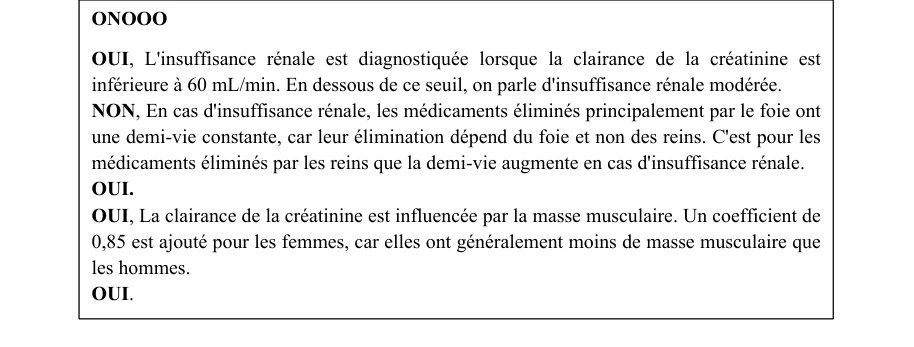 ONOOO
OUI, L'insuffisance rénale est diagnostiquée lorsque la clairance de la créatinine est
inférieure à 60 mL/min. En dessous de ce seuil, on parle d'insuffisance rénale modérée.
NON, En cas d'insuffisance rénale, les médicaments éliminés principalement par le foie ont
une demi-vie constante, car leur élimination dépend du foie et non des reins. C'est pour les
médicaments éliminés par les reins que la demi-vie augmente en cas d'insuffisance rénale.
OUI.
OUI, La clairance de la créatinine est influencée par la masse musculaire. Un coefficient de
0,85 est ajouté pour les femmes, car elles ont généralement moins de masse musculaire que
les hommes.
OUI.